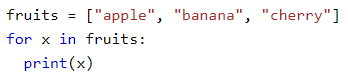 fruits = ["apple", "banana", "cherry"]
for x in fruits:
  print(x)